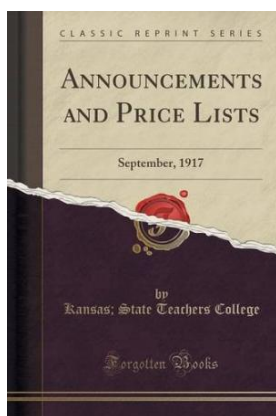 CLASSIC REPRINT SERIES
ANNOUNCEMENTS
AND PRICE LISTS
September, 1917
by
Kansas; State Teachers College
Forgotten Books